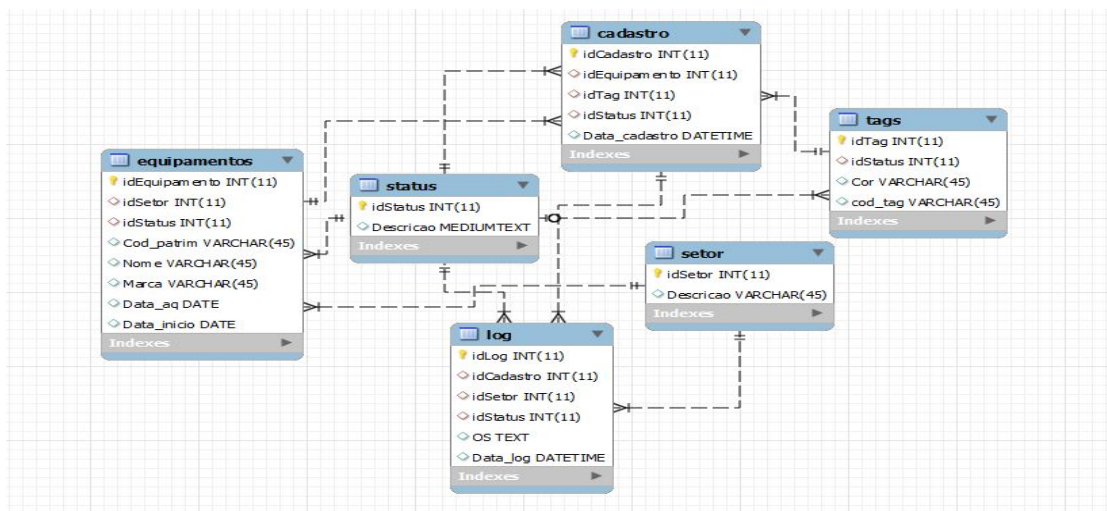 cadastro
idCadastro INT(11)
idEquipamento INT(11)
idTag INT(11)
idStatus INT(11)
Data_cadastro DATETIME
Indexes
tags
idTag INT(11)
idStatus INT(11)
Cor VARCHAR(45)
cod_tag VARCHAR(45)
Indexes
equipamentos
idEquipamento INT(11)
idSetor INT(11)
idStatus INT(11)
Cod_patrim VARCHAR(45)
Nome VARCHAR(45)
Marca VARCHAR(45)
Data_aq DATE
Data_inicio DATE
Indexes
status
idStatus INT(11)
Descricao MEDIUMTEXT
Indexes
setor
idSetor INT(11)
Descricao VARCHAR(45)
Indexes
log
idLog INT(11)
idCadastro INT(11)
idSetor INT(11)
idStatus INT(11)
OS TEXT
Data_log DATETIME
Indexes